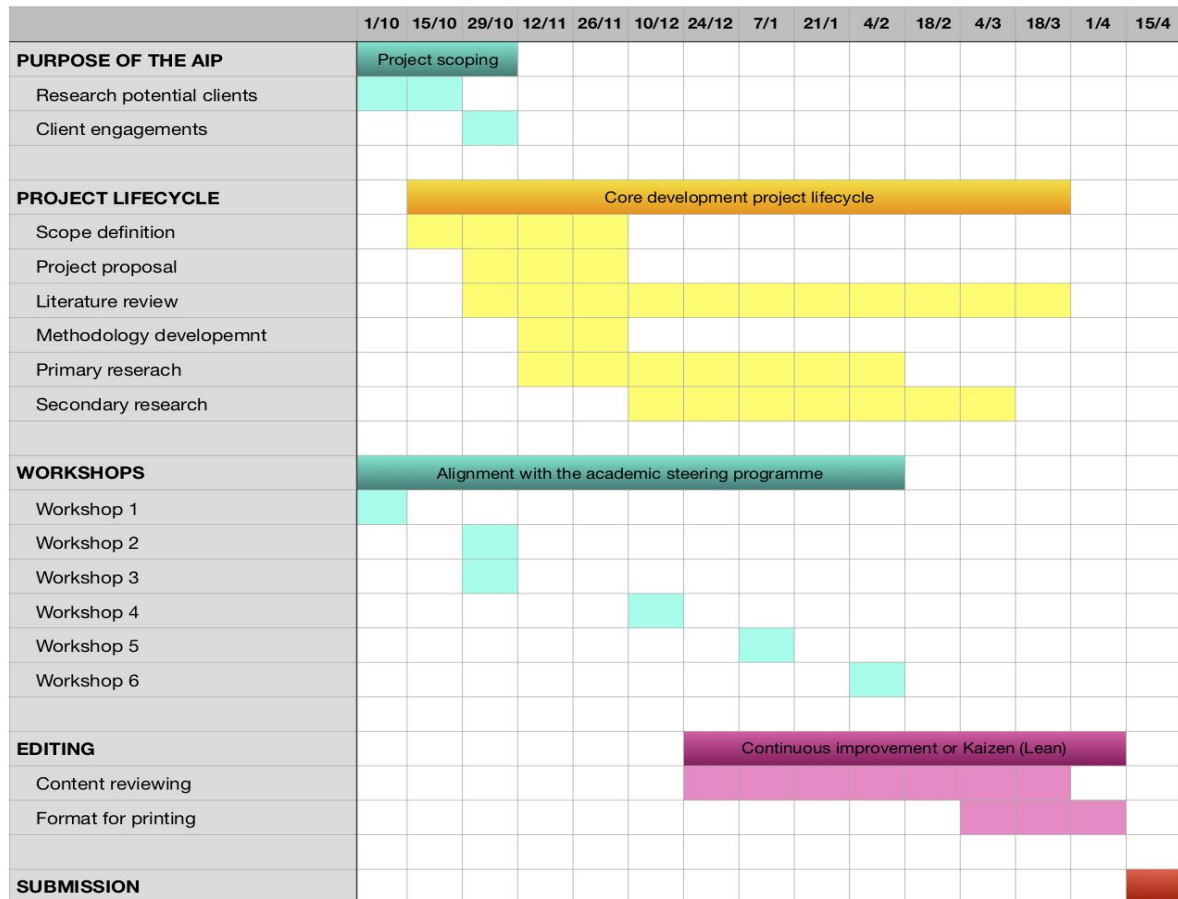 1/10 15/10 29/10 12/11 26/11 10/12 24/12 7/1 21/1 4/2 18/2 4/3 18/3 1/4 15/4
PURPOSE OF THE AIP Project scoping
Research potential clients
Client engagements
PROJECT LIFECYCLE Core development project lifecycle
Scope definition
Project proposal
Literature review
Methodology developemnt
Primary reserach
Secondary research
WORKSHOPS Alignment with the academic steering programme
Workshop 1
Workshop 2
Workshop 3
Workshop 4
Workshop 5
Workshop 6
EDITING Continuous improvement or Kaizen (Lean)
Content reviewing
Format for printing
SUBMISSION